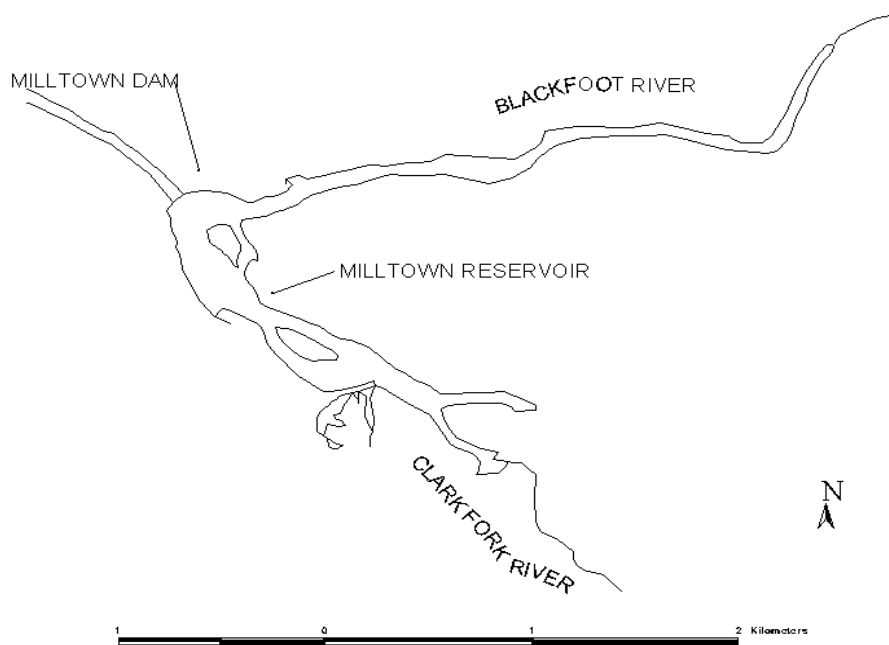 MILLTOWN DAM
BLACKFOOT RIVER
MILLTOWN RESERVOIR
CLARK FORK RIVER
N
1 0 1 2 Kilometers